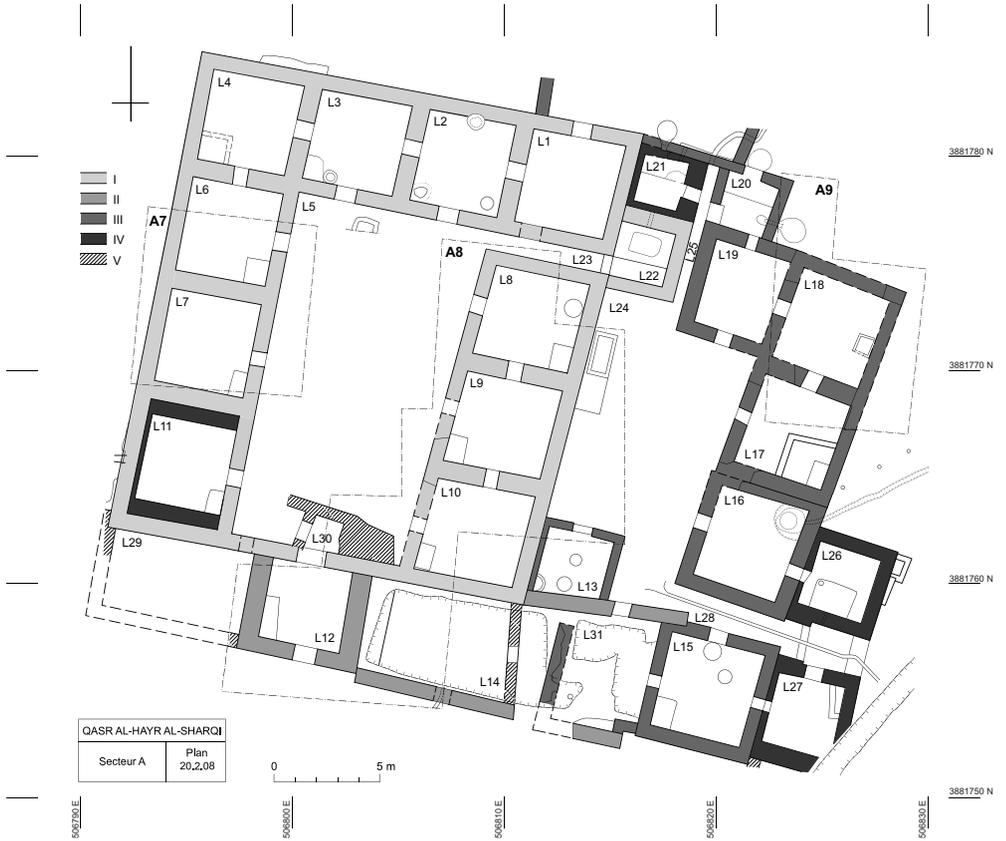 L4
L3
L2
L1
L21
L20
A9
3881780 N
I
II
III
IV
V
L6
A7
L5
A8
L23
L22
L25
L19
L18
L7
L8
L24
L9
3881770 N
L11
L10
L17
L16
L29
L30
L13
L26
3881760 N
L12
L14
L31
L28
L15
L27
QASR AL-HAYR AL-SHARQI
Secteur A
Plan
20.2.08
0
5 m
3881750 N
506790 E
506800 E
506810 E
506820 E
506830 E